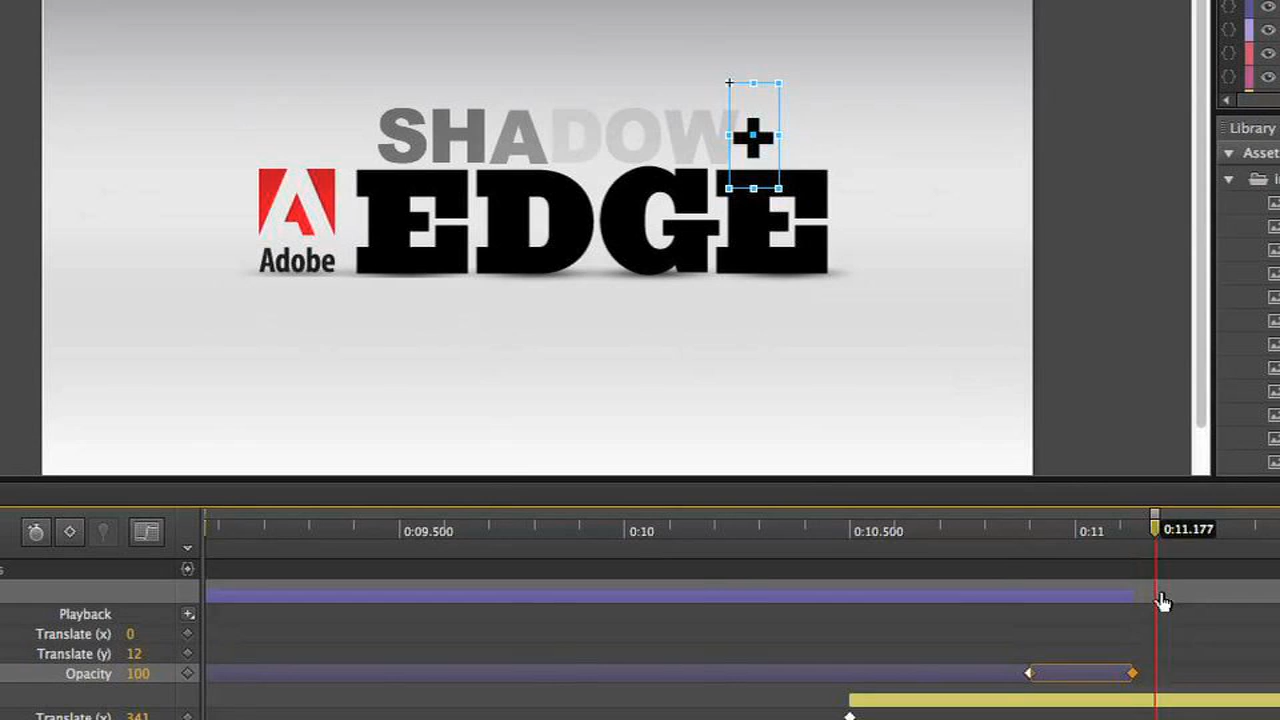 SHADOW+
EDGE
Adobe
Library
Asset
0:09.500
0:10
0:10.500
0:11
0:11.177
Playback
Translate (x) 0
Translate (y) 12
Opacity 100
Translate (x) 341